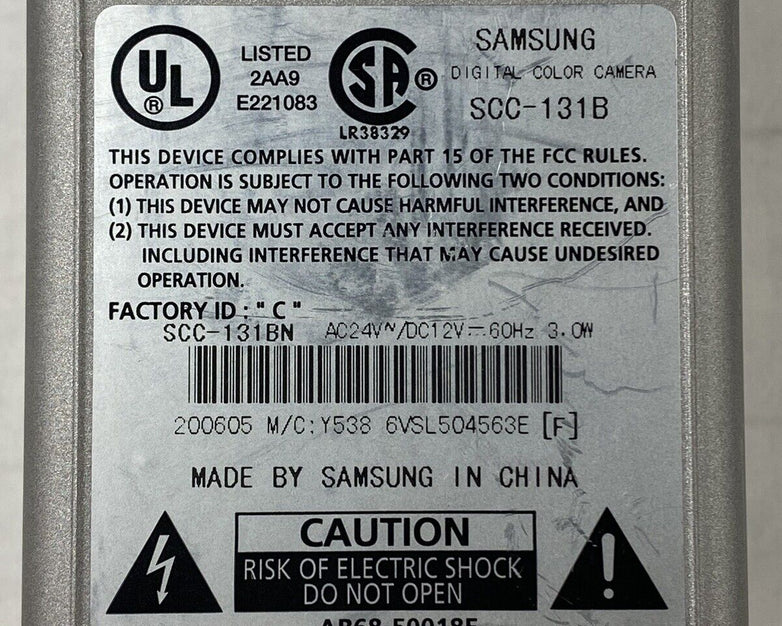 UL ®
LISTED
2AA9
E221083
SA ®
LR38329
SAMSUNG
DIGITAL COLOR CAMERA
SCC-131B
THIS DEVICE COMPLIES WITH PART 15 OF THE FCC RULES.
OPERATION IS SUBJECT TO THE FOLLOWING TWO CONDITIONS:
(1) THIS DEVICE MAY NOT CAUSE HARMFUL INTERFERENCE, AND
(2) THIS DEVICE MUST ACCEPT ANY INTERFERENCE RECEIVED.
INCLUDING INTERFERENCE THAT MAY CAUSE UNDESIRED
OPERATION.
FACTORY ID : " C "
SCC-131BN AC24V~/DC12V⎓60Hz 3.0W
200605 M/C:Y538 6VSL504563E [F]
MADE BY SAMSUNG IN CHINA
CAUTION
RISK OF ELECTRIC SHOCK
DO NOT OPEN